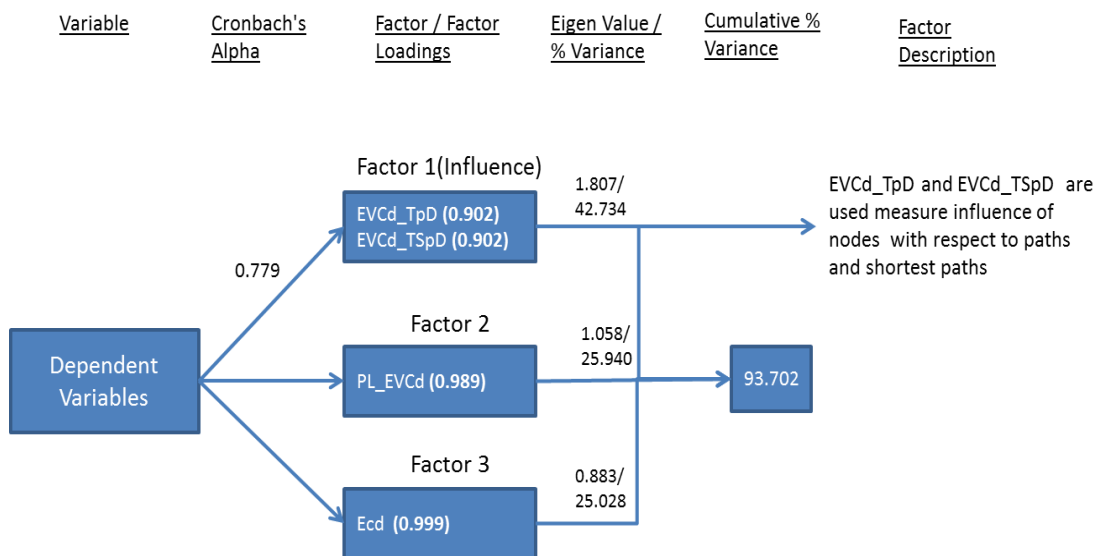 Variable
Cronbach's
Alpha
Factor / Factor
Loadings
Eigen Value /
% Variance
Cumulative %
Variance
Factor
Description
Factor 1(Influence)
EVCd_TpD (0.902)
EVCd_TSpD (0.902)
1.807/
42.734
EVCd_TpD and EVCd_TSpD are
used measure influence of
nodes with respect to paths
and shortest paths
0.779
Dependent
Variables
Factor 2
PL_EVCd (0.989)
1.058/
25.940
93.702
Factor 3
Ecd (0.999)
0.883/
25.028